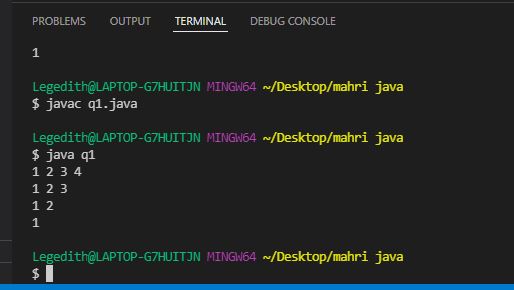 PROBLEMS OUTPUT TERMINAL DEBUG CONSOLE
1
Legedith@LAPTOP-G7HUITJN MINGW64 ~/Desktop/mahri java
$ javac q1.java
Legedith@LAPTOP-G7HUITJN MINGW64 ~/Desktop/mahri java
$ java q1
1 2 3 4
1 2 3
1 2
1
Legedith@LAPTOP-G7HUITJN MINGW64 ~/Desktop/mahri java
$